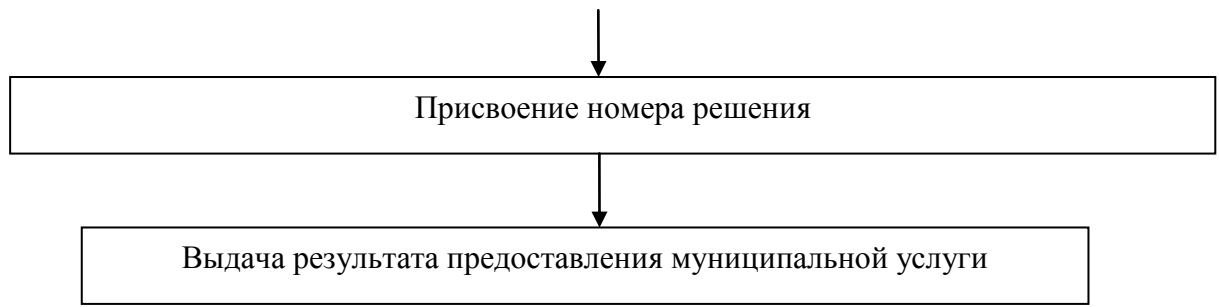 Присвоение номера решения
Выдача результата предоставления муниципальной услуги